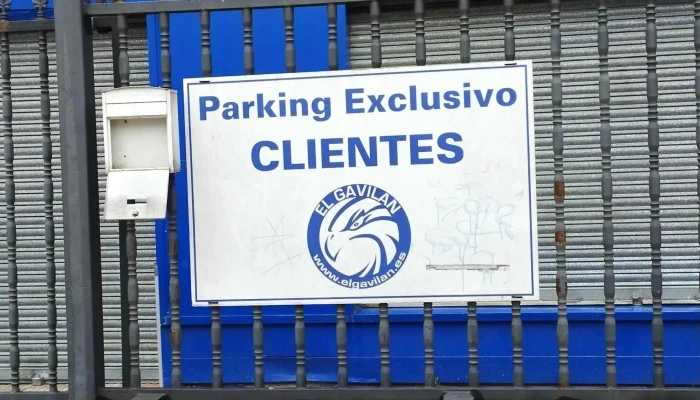 Parking Exclusivo
CLIENTES
EL GAVILAN
www.elgavilan.es